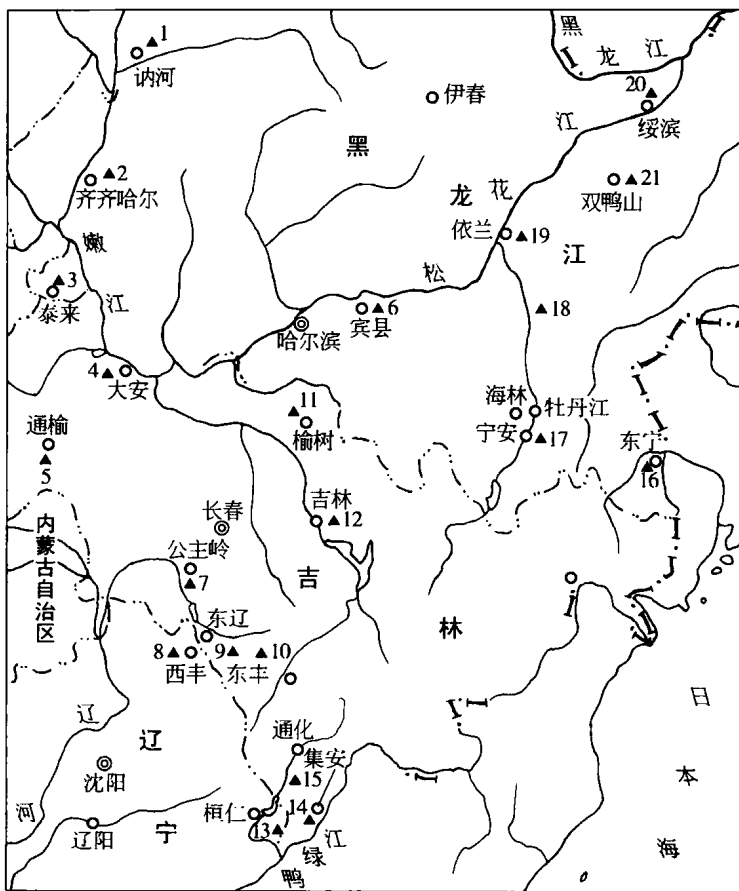 1
讷河
黑
龙
江
20
绥滨
伊春
2
齐齐哈尔
黑
江
21
双鸭山
龙
花
嫩
依兰
19
江
3
泰来
江
松
6
宾县
18
哈尔滨
4
大安
11
榆树
海林
牡丹江
宁安
17
通榆
5
东宁
16
长春
吉林
12
内蒙古自治区
公主岭
7
吉
林
东辽
8
西丰
9
东丰
10
日
本
海
辽
河
辽
宁
沈阳
通化
集安
15
桓仁
14
13
辽阳
鸭
绿
江